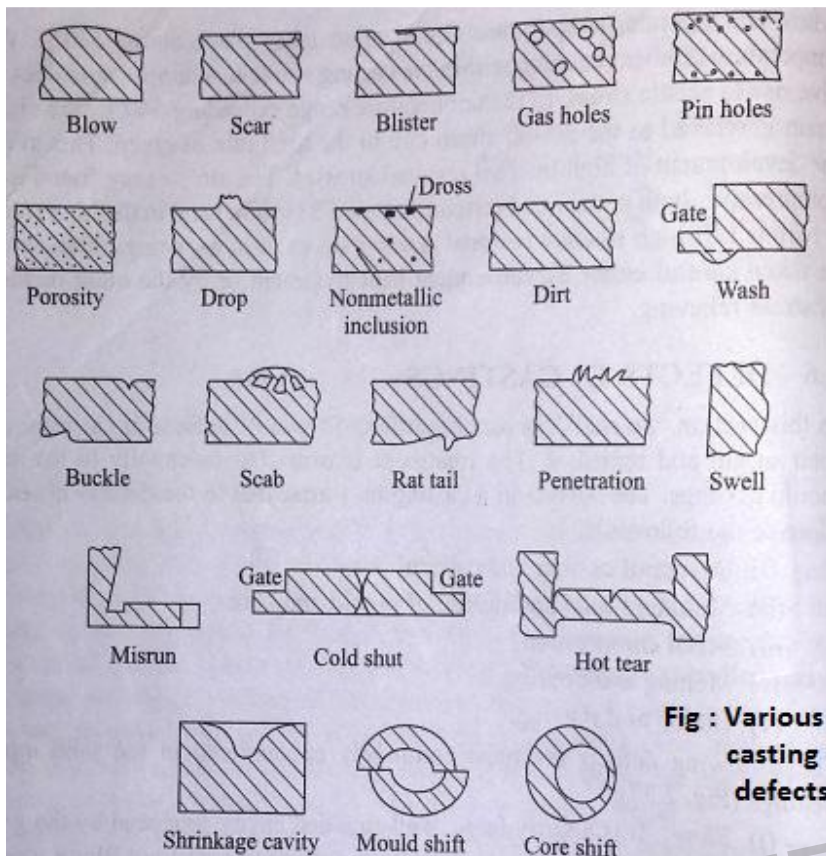 Blow Scar Blister Gas holes Pin holes
Dross
Gate
Porosity Drop Nonmetallic inclusion Dirt Wash
Buckle Scab Rat tail Penetration Swell
Gate Gate
Misrun Cold shut Hot tear
Fig : Various
casting
defects
Shrinkage cavity Mould shift Core shift